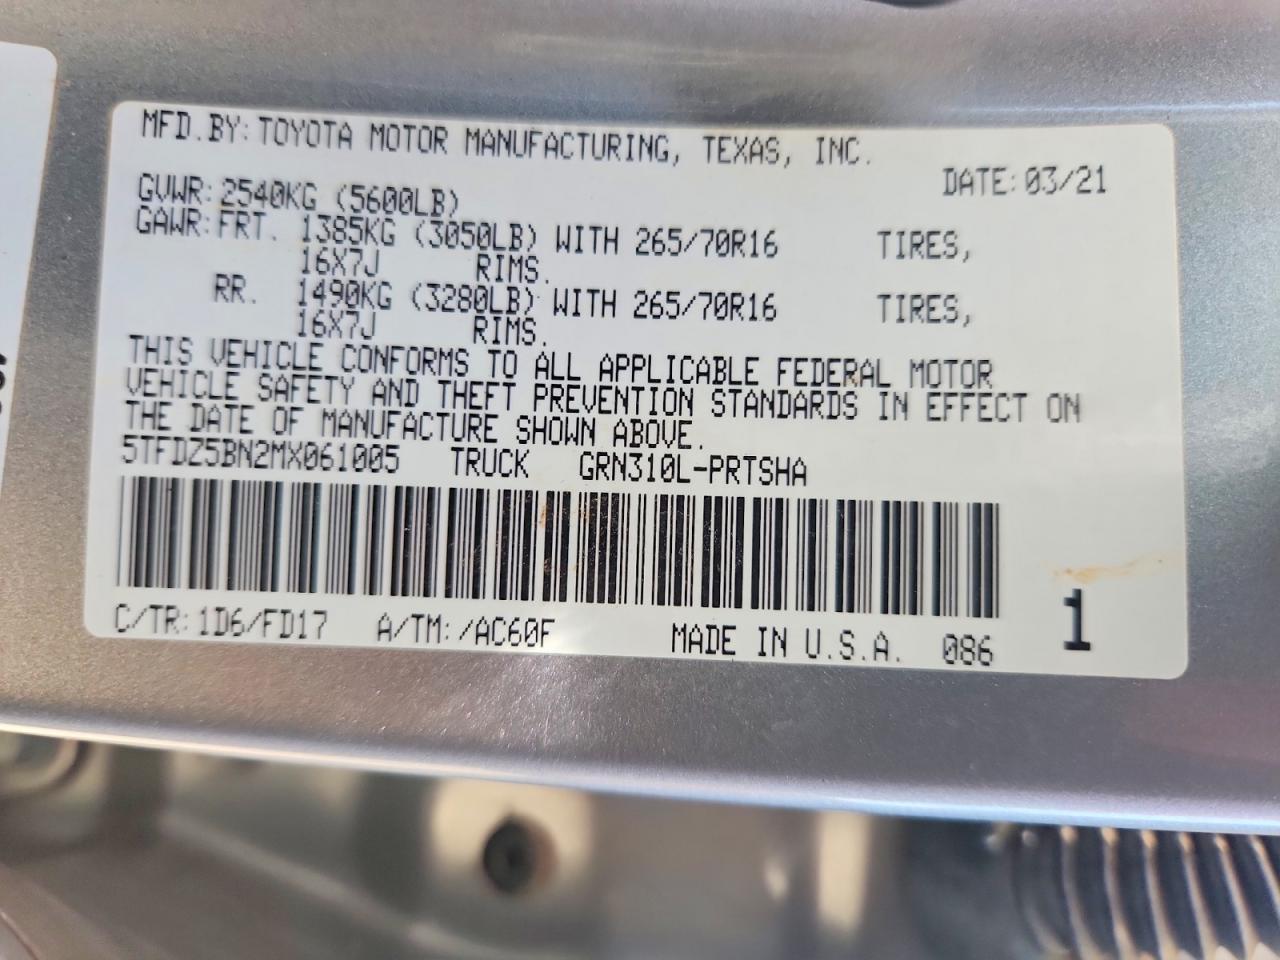 MFD.BY: TOYOTA MOTOR MANUFACTURING, TEXAS, INC.
DATE: 03/21
GVWR: 2540KG (5600LB)
GAWR: FRT. 1385KG (3050LB) WITH 265/70R16 TIRES,
16X7J RIMS.
RR. 1490KG (3280LB) WITH 265/70R16 TIRES,
16X7J RIMS.
THIS VEHICLE CONFORMS TO ALL APPLICABLE FEDERAL MOTOR
VEHICLE SAFETY AND THEFT PREVENTION STANDARDS IN EFFECT ON
THE DATE OF MANUFACTURE SHOWN ABOVE.
5TFDZ5BN2MX061005 TRUCK GRN310L-PRTSHA
C/TR: 1D6/FD17 A/TM: /AC60F MADE IN U.S.A. 086 1